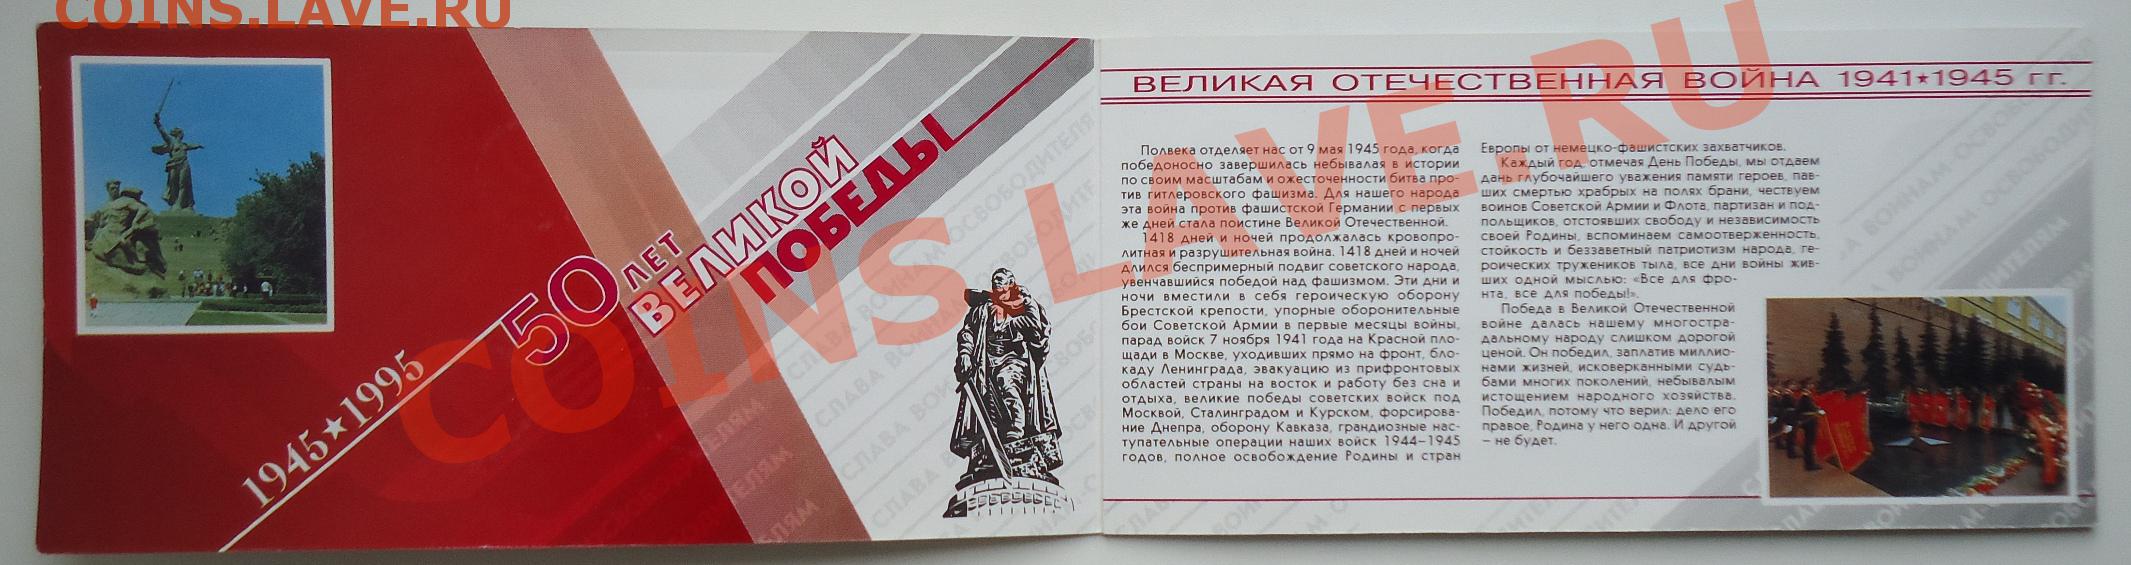 COINS.LAVE.RU
1945★1995
50 ЛЕТ
ВЕЛИКОЙ
ПОБЕДЫ
ВЕЛИКАЯ ОТЕЧЕСТВЕННАЯ ВОЙНА 1941★1945 гг.
Полвека отделяет нас от 9 мая 1945 года, когда
победоносно завершилась небывалая в истории
по своим масштабам и ожесточенности битва про-
тив гитлеровского фашизма. Для нашего народа
эта война против фашистской Германии с первых
же дней стала поистине Великой Отечественной.
1418 дней и ночей продолжалась кровопро-
литная и разрушительная война. 1418 дней и ночей
длился беспримерный подвиг советского народа,
увенчавшийся победой над фашизмом. Эти дни и
ночи вместили в себя героическую оборону
Брестской крепости, упорные оборонительные
бои Советской Армии в первые месяцы войны,
парад войск 7 ноября 1941 года на Красной пло-
щади в Москве, уходивших прямо на фронт, бло-
каду Ленинграда, эвакуацию из прифронтовых
областей страны на восток и работу без сна и
отдыха, великие победы советских войск под
Москвой, Сталинградом и Курском, форсирова-
ние Днепра, оборону Кавказа, грандиозные нас-
тупательные операции наших войск 1944–1945
годов, полное освобождение Родины и стран
Европы от немецко-фашистских захватчиков.
Каждый год, отмечая День Победы, мы отдаем
дань глубочайшего уважения памяти героев, пав-
ших смертью храбрых на полях брани, чествуем
воинов Советской Армии и Флота, партизан и под-
польщиков, отстоявших свободу и независимость
своей Родины, вспоминаем самоотверженность,
стойкость и беззаветный патриотизм народа, ге-
роических тружеников тыла, все дни войны жив-
ших одной мыслью: «Все для фро-
нта, все для победы!».
Победа в Великой Отечественной
войне далась нашему многостра-
дальному народу слишком дорогой
ценой. Он победил, заплатив миллио-
нами жизней, исковерканными судь-
бами многих поколений, небывалым
истощением народного хозяйства.
Победил, потому что верил: дело его
правое, Родина у него одна. И другой
– не будет.
COINS.LAVE.RU